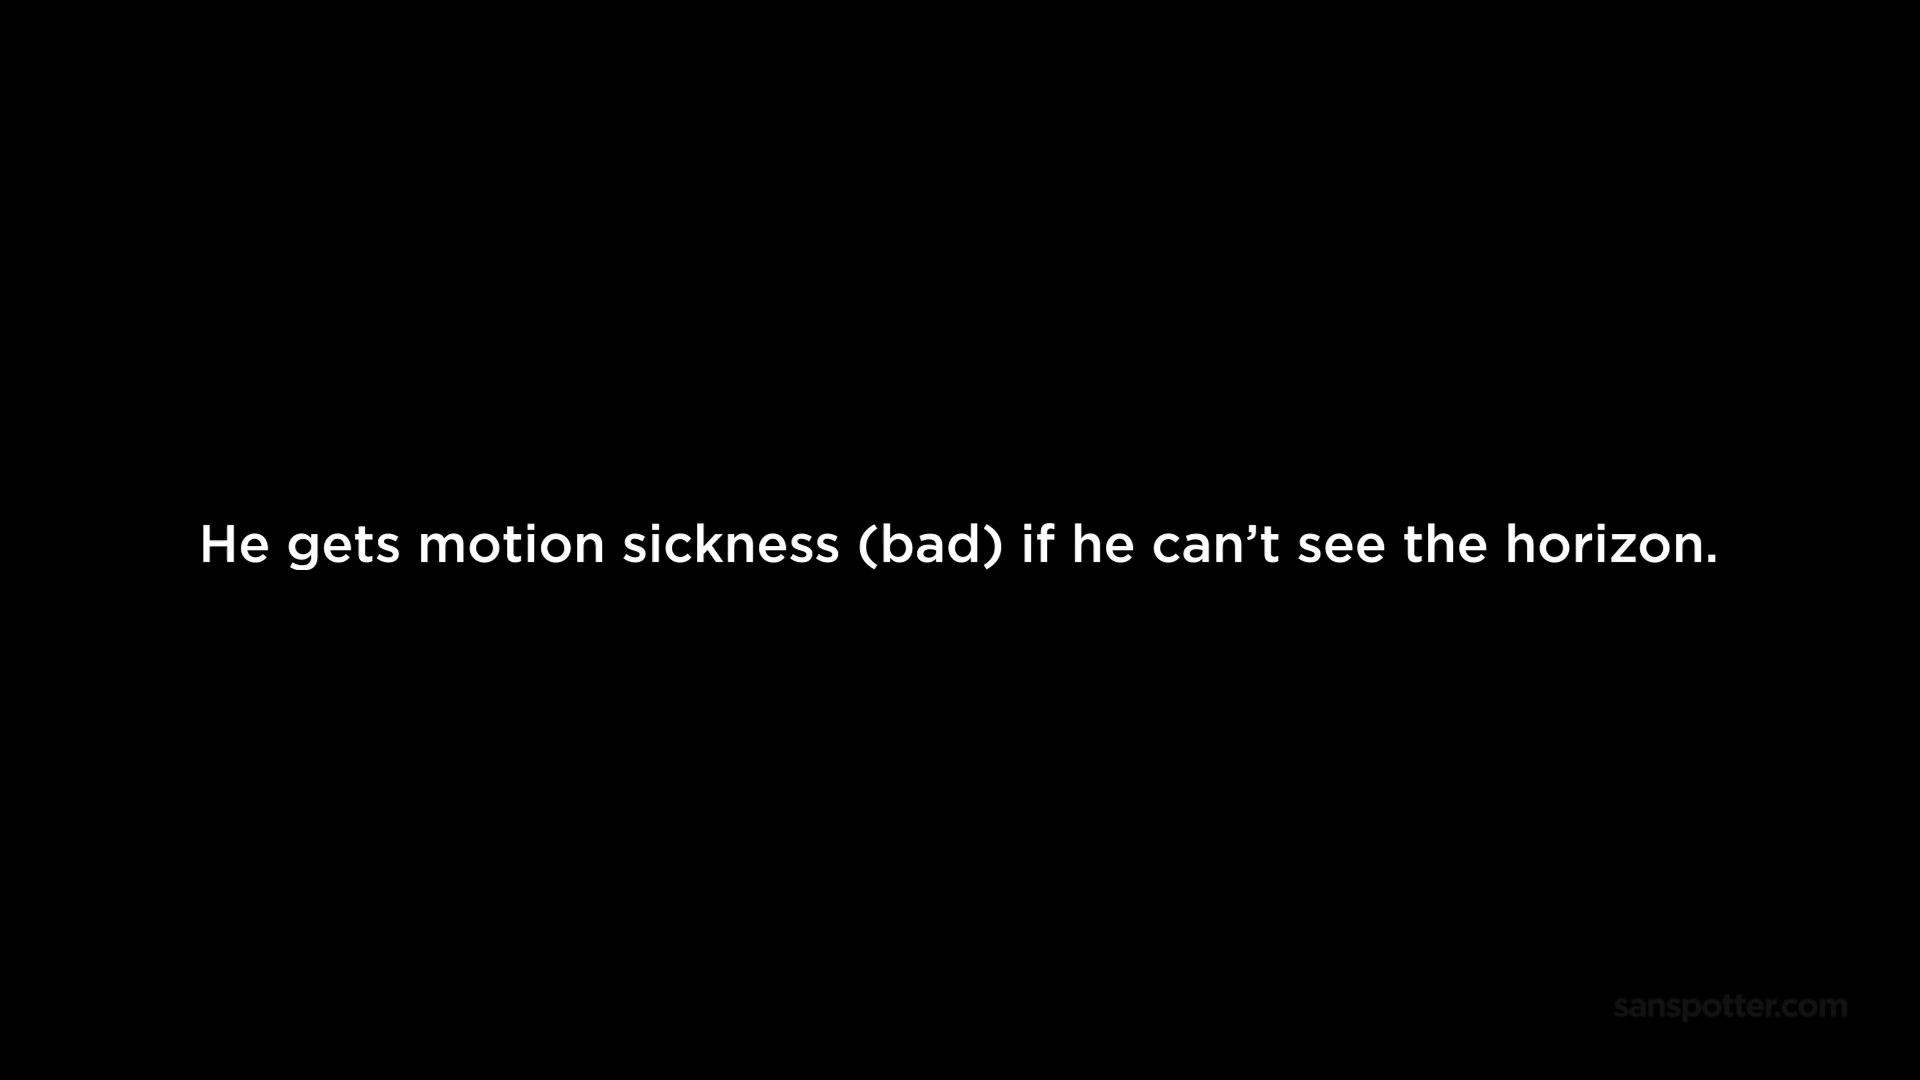 He gets motion sickness (bad) if he can’t see the horizon.
sanspotter.com